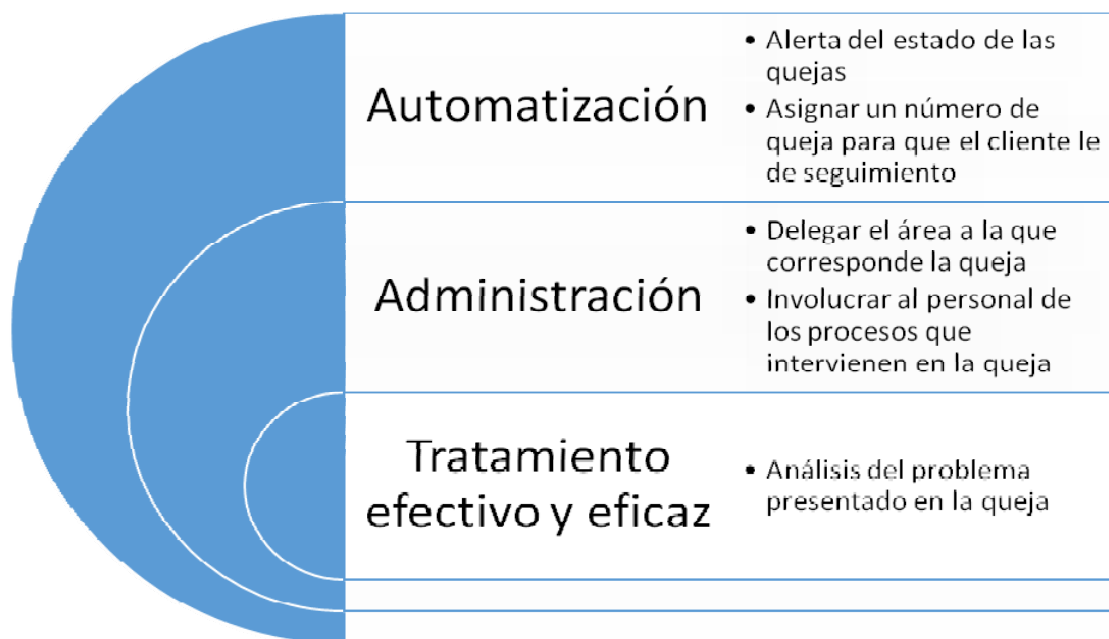 Automatización
• Alerta del estado de las
quejas
• Asignar un número de
queja para que el cliente le
de seguimiento
Administración
• Delegar el área a la que
corresponde la queja
• Involucrar al personal de
los procesos que
intervienen en la queja
Tratamiento
efectivo y eficaz
• Análisis del problema
presentado en la queja